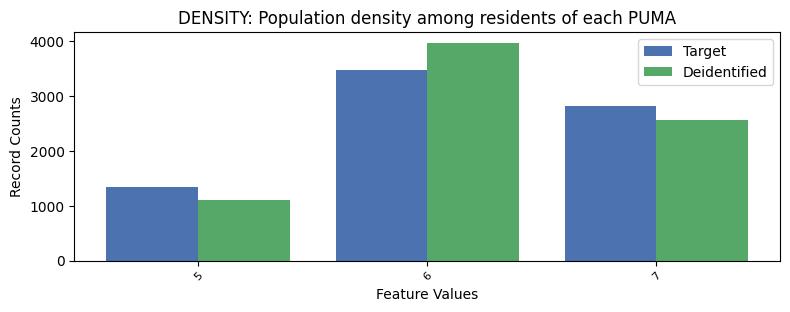 DENSITY: Population density among residents of each PUMA
Target
Deidentified
Record Counts
4000
3000
2000
1000
0
5
6
7
Feature Values